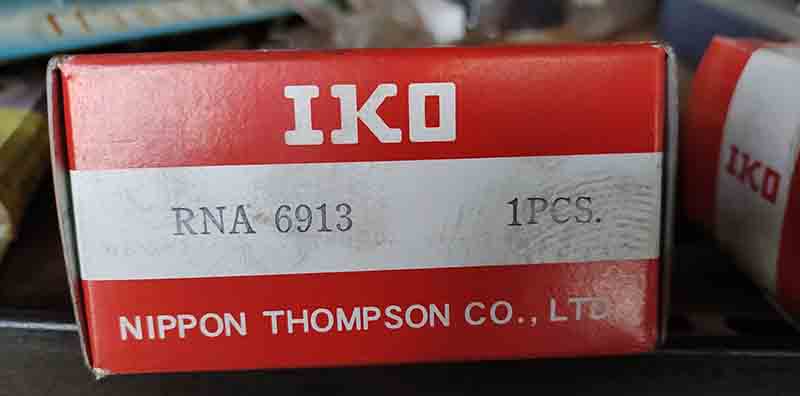 IKO
RNA 6913 1PCS.
NIPPON THOMPSON CO., LTD.
IKO